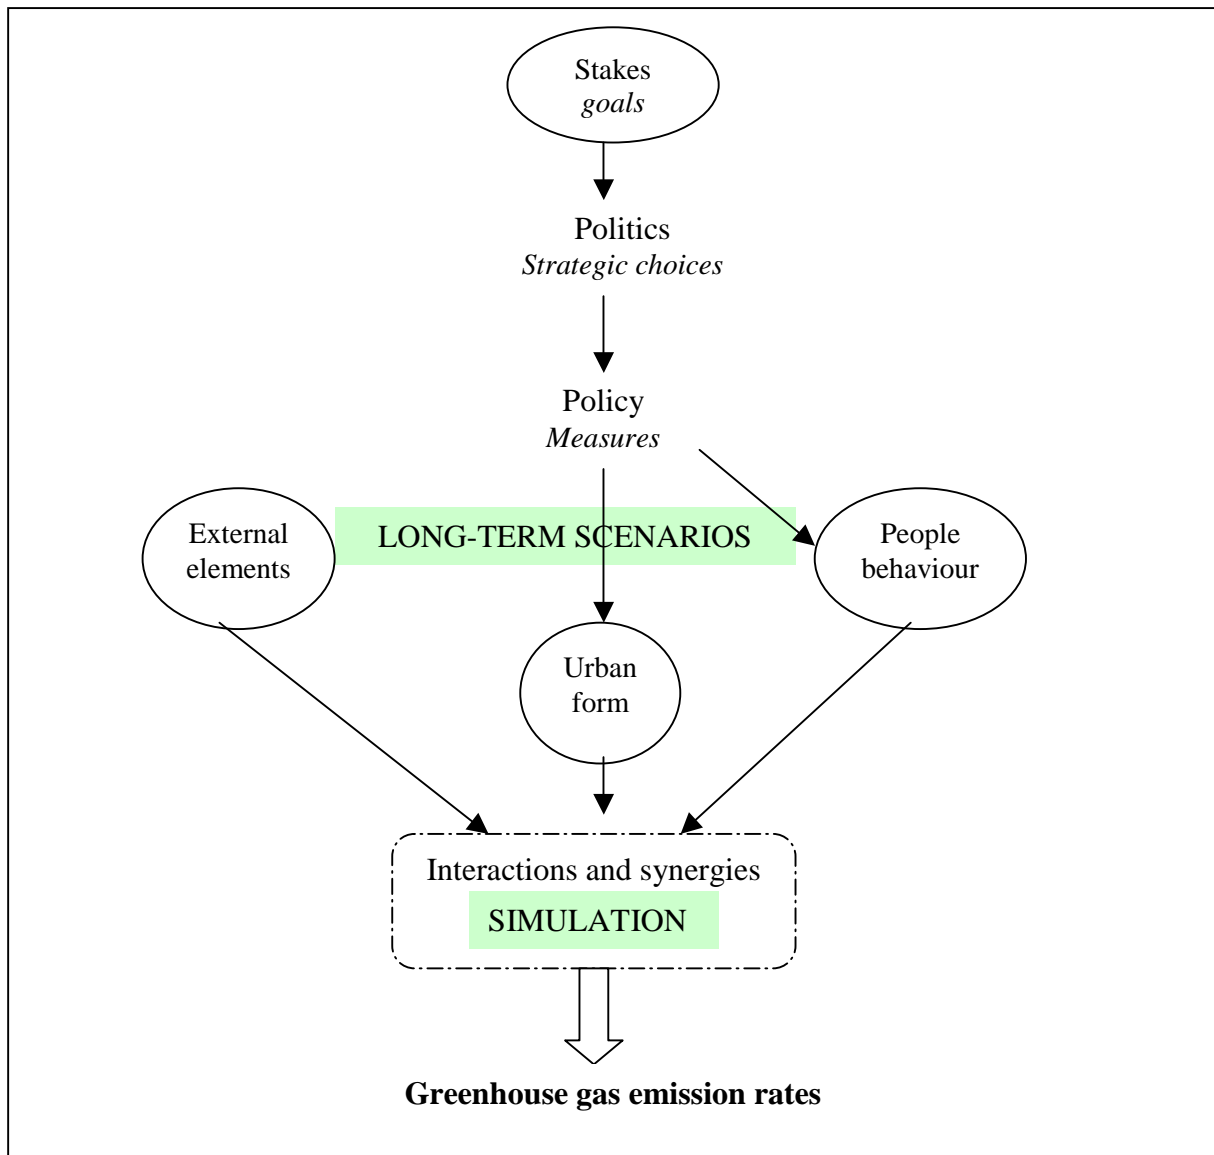 Stakes
goals
Politics
Strategic choices
Policy
Measures
External
elements
LONG-TERM SCENARIOS
People
behaviour
Urban
form
Interactions and synergies
SIMULATION
Greenhouse gas emission rates